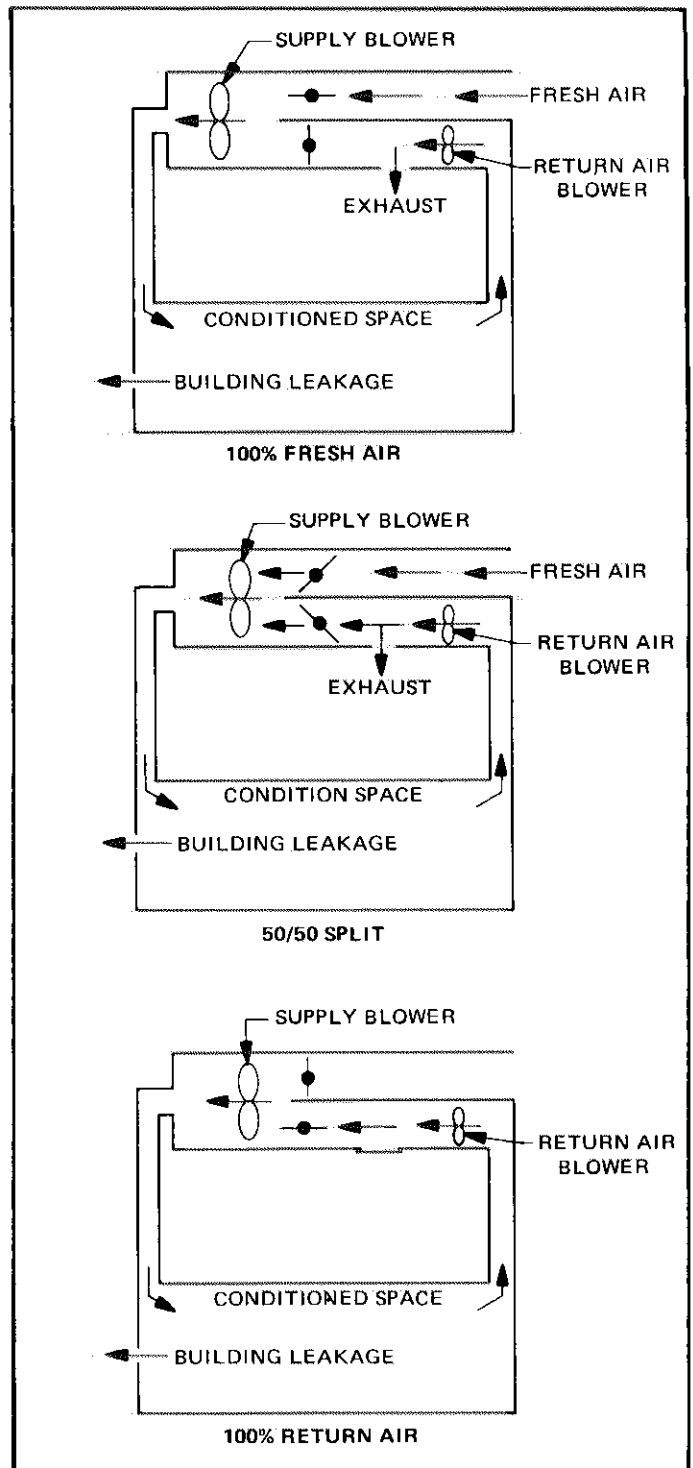 SUPPLY BLOWER
FRESH AIR
RETURN AIR
BLOWER
EXHAUST
CONDITIONED SPACE
BUILDING LEAKAGE
100% FRESH AIR
SUPPLY BLOWER
FRESH AIR
RETURN AIR
BLOWER
EXHAUST
CONDITION SPACE
BUILDING LEAKAGE
50/50 SPLIT
SUPPLY BLOWER
RETURN AIR
BLOWER
CONDITIONED SPACE
BUILDING LEAKAGE
100% RETURN AIR